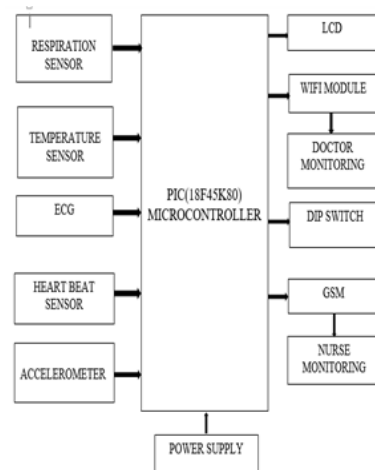 RESPIRATION
SENSOR
TEMPERATURE
SENSOR
ECG
HEART BEAT
SENSOR
ACCELEROMETER
PIC(18F45K80)
MICROCONTROLLER
POWER SUPPLY
LCD
WIFI MODULE
DOCTOR
MONITORING
DIP SWITCH
GSM
NURSE
MONITORING